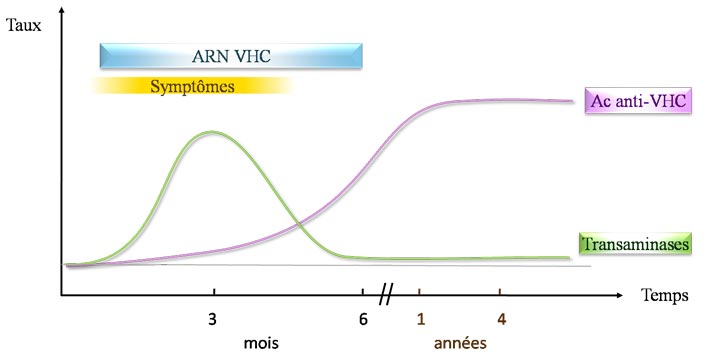 Taux
ARN VHC
Symptômes
Ac anti-VHC
Transaminases
Temps
3 6 1 4
mois années